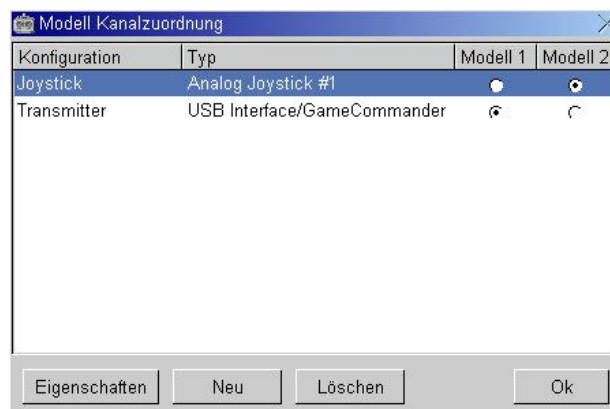 Modell Kanalzuordnung
Konfiguration Typ Modell 1 Modell 2
Joystick Analog Joystick #1
Transmitter USB Interface/GameCommander
Eigenschaften Neu Löschen Ok